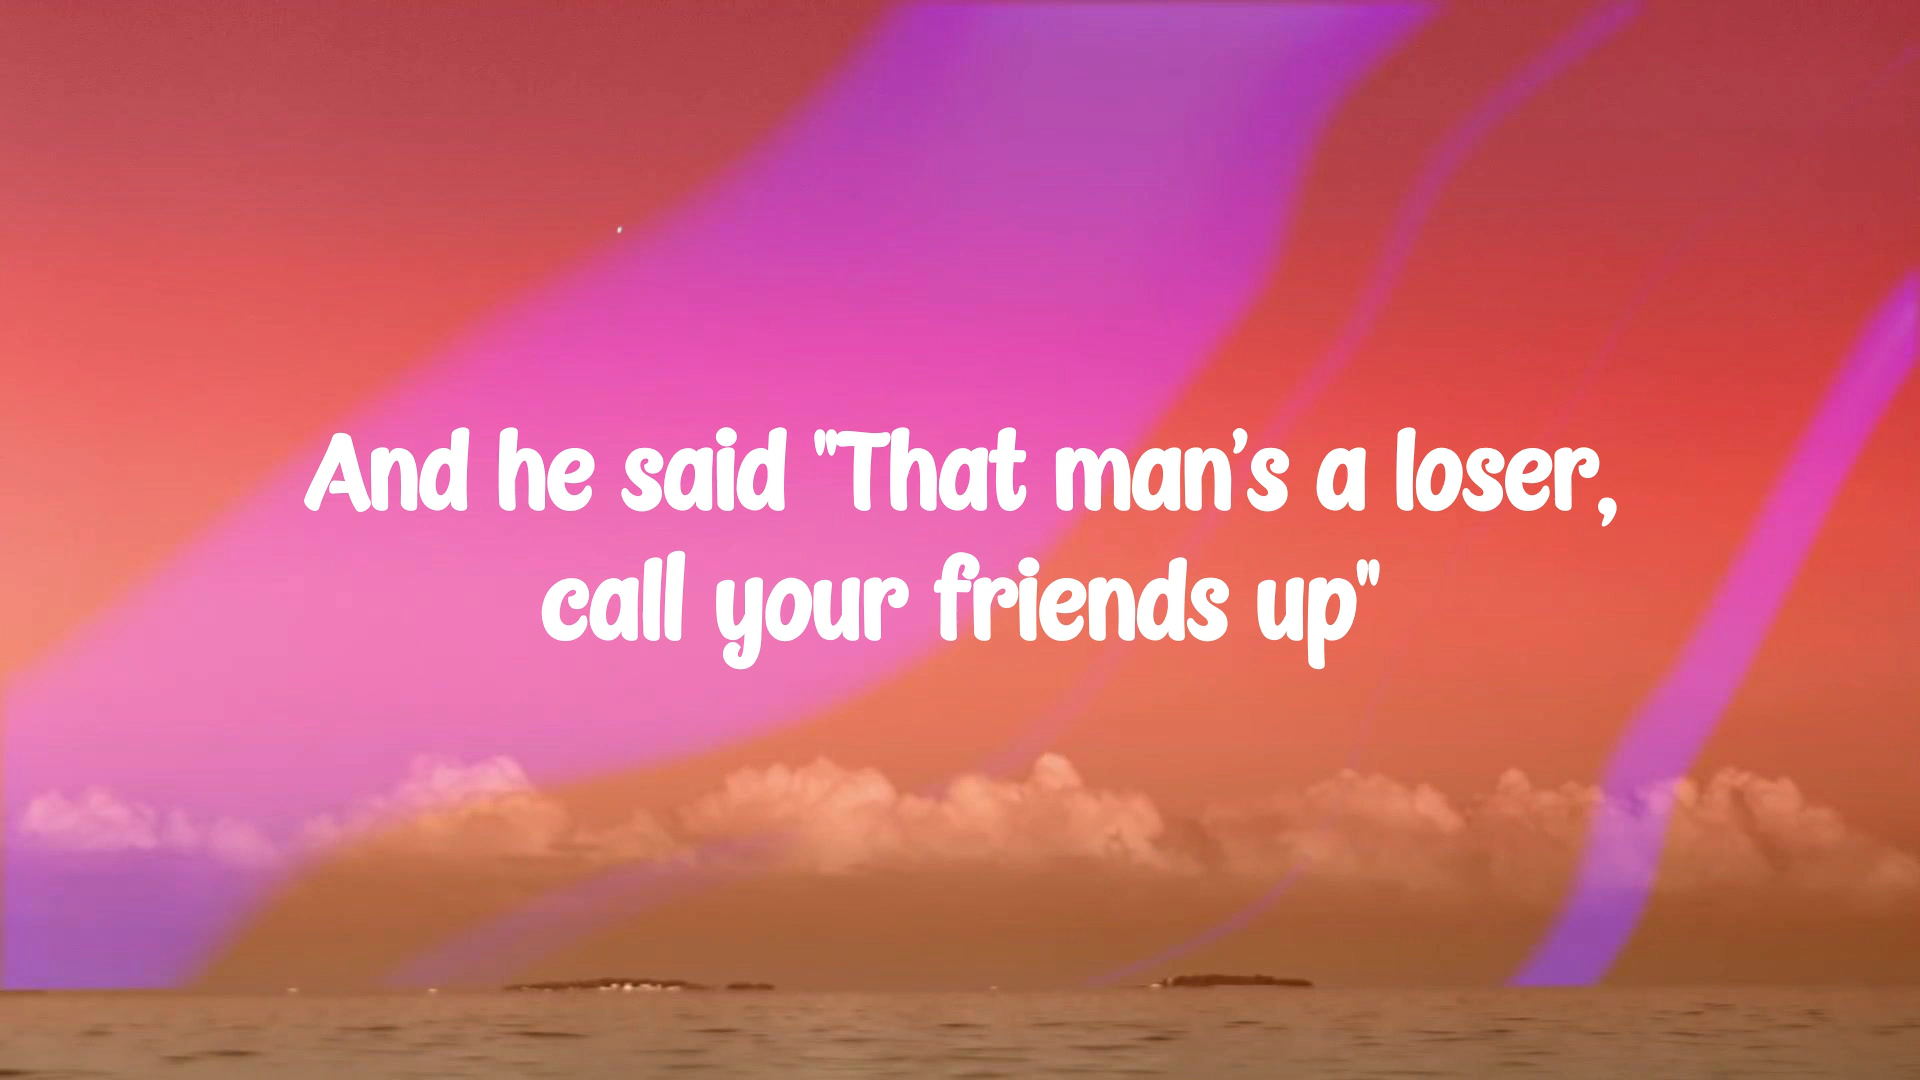 And he said "That man’s a loser,
call your friends up"